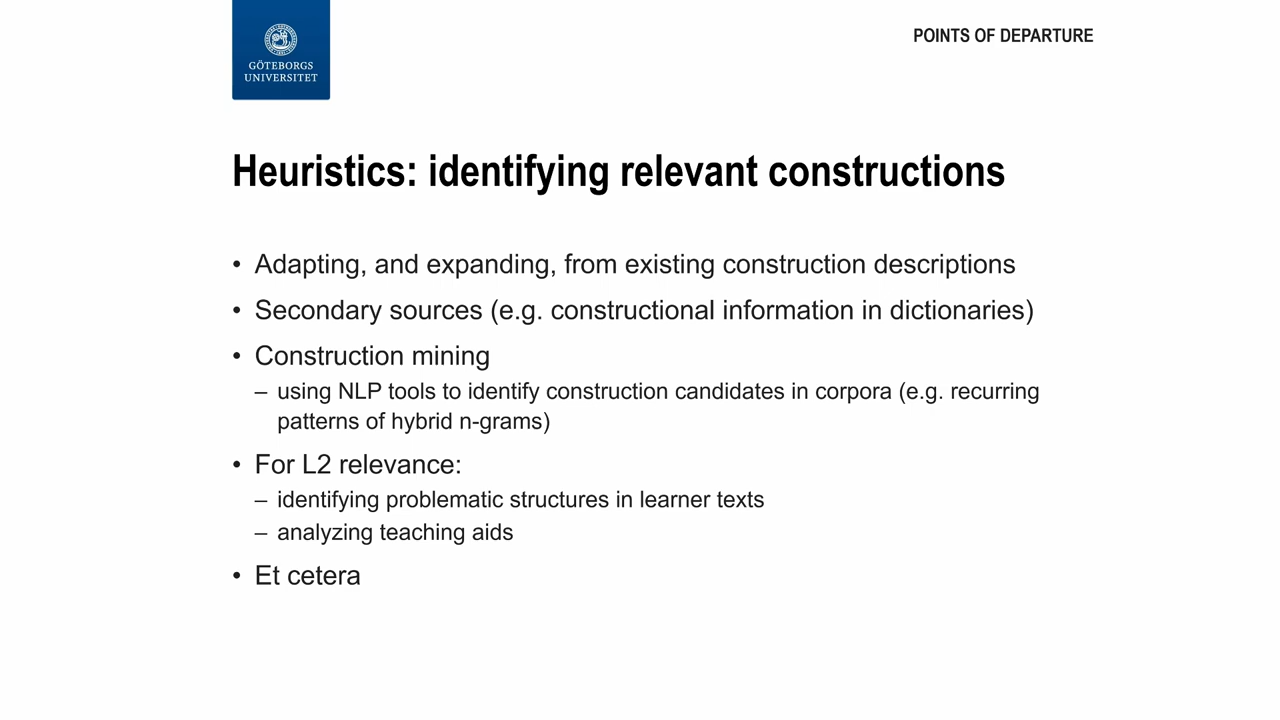 GÖTEBORGS
UNIVERSITET
POINTS OF DEPARTURE
Heuristics: identifying relevant constructions
• Adapting, and expanding, from existing construction descriptions
• Secondary sources (e.g. constructional information in dictionaries)
• Construction mining
– using NLP tools to identify construction candidates in corpora (e.g. recurring
patterns of hybrid n-grams)
• For L2 relevance:
– identifying problematic structures in learner texts
– analyzing teaching aids
• Et cetera